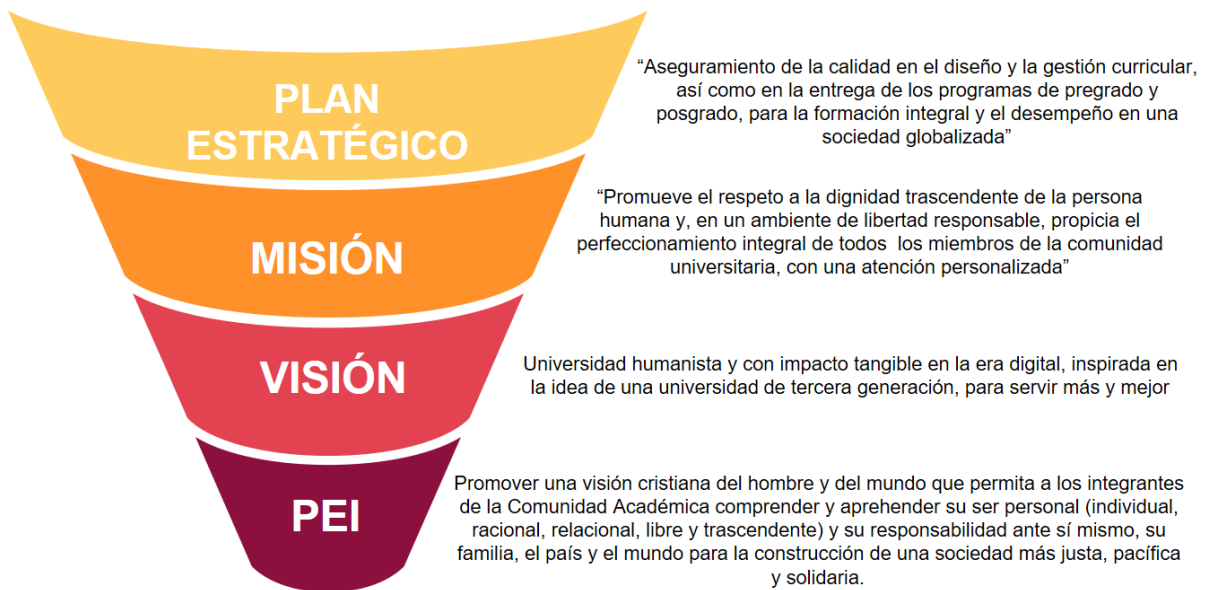 PLAN
ESTRATÉGICO
“Aseguramiento de la calidad en el diseño y la gestión curricular,
así como en la entrega de los programas de pregrado y
posgrado, para la formación integral y el desempeño en una
sociedad globalizada”
MISIÓN
“Promueve el respeto a la dignidad trascendente de la persona
humana y, en un ambiente de libertad responsable, propicia el
perfeccionamiento integral de todos  los miembros de la comunidad
universitaria, con una atención personalizada”
VISIÓN
Universidad humanista y con impacto tangible en la era digital, inspirada en
la idea de una universidad de tercera generación, para servir más y mejor
PEI
Promover una visión cristiana del hombre y del mundo que permita a los integrantes
de la Comunidad Académica comprender y aprehender su ser personal (individual,
racional, relacional, libre y trascendente) y su responsabilidad ante sí mismo, su
familia, el país y el mundo para la construcción de una sociedad más justa, pacífica
y solidaria.